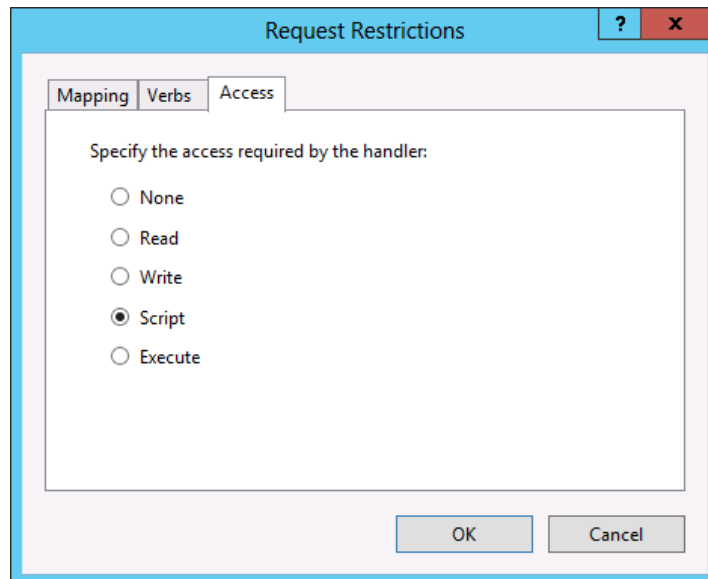 Request Restrictions
? x
Mapping Verbs Access
Specify the access required by the handler:
None
Read
Write
Script
Execute
OK Cancel